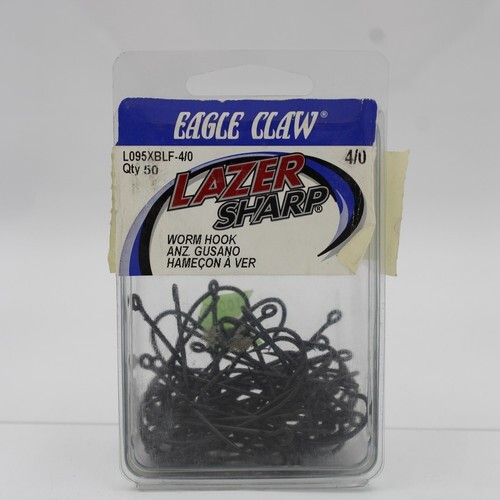 EAGLE CLAW®
L095XBLF-4/0
Qty 50
4/0
LAZER
SHARP®
WORM HOOK
ANZ. GUSANO
HAMEÇON À VER